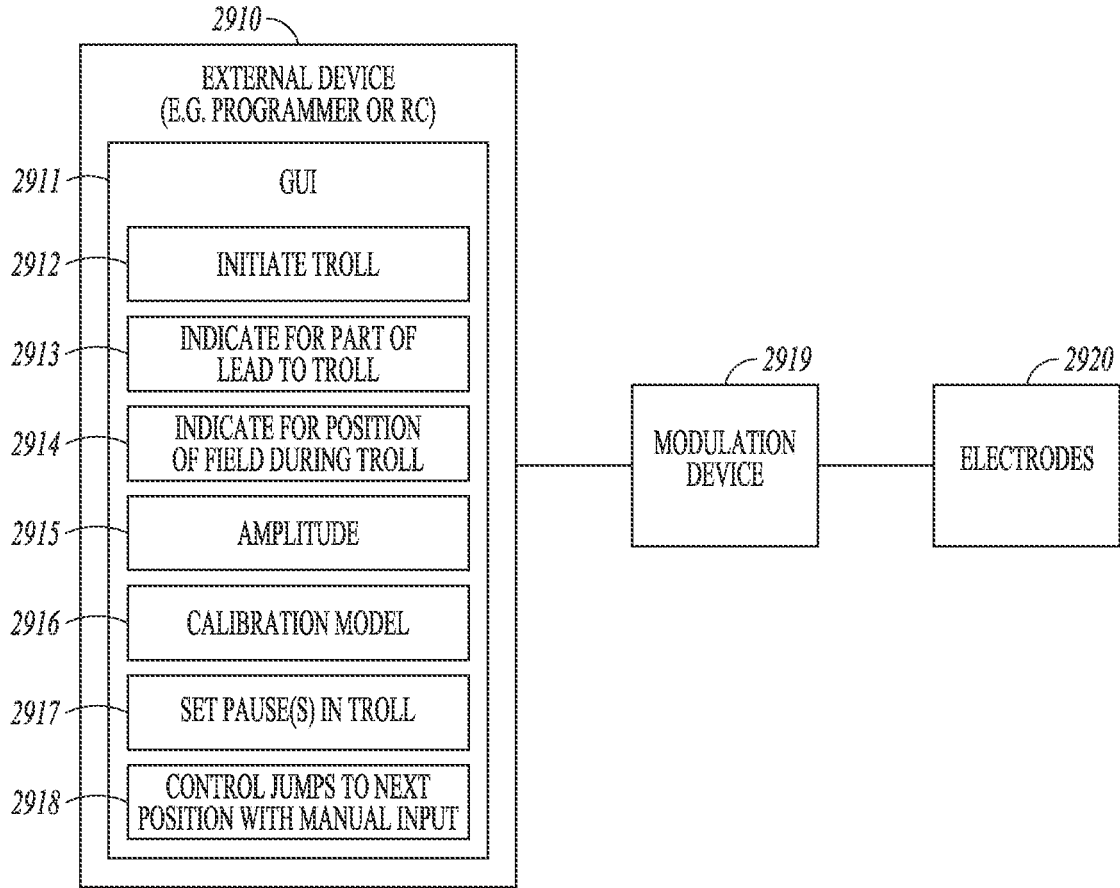 2910
EXTERNAL DEVICE
(E.G. PROGRAMMER OR RC)
2911
GUI
2912
INITIATE TROLL
2913
INDICATE FOR PART OF
LEAD TO TROLL
2914
INDICATE FOR POSITION
OF FIELD DURING TROLL
2915
AMPLITUDE
2916
CALIBRATION MODEL
2917
SET PAUSE(S) IN TROLL
2918
CONTROL JUMPS TO NEXT
POSITION WITH MANUAL INPUT
2919
MODULATION
DEVICE
2920
ELECTRODES